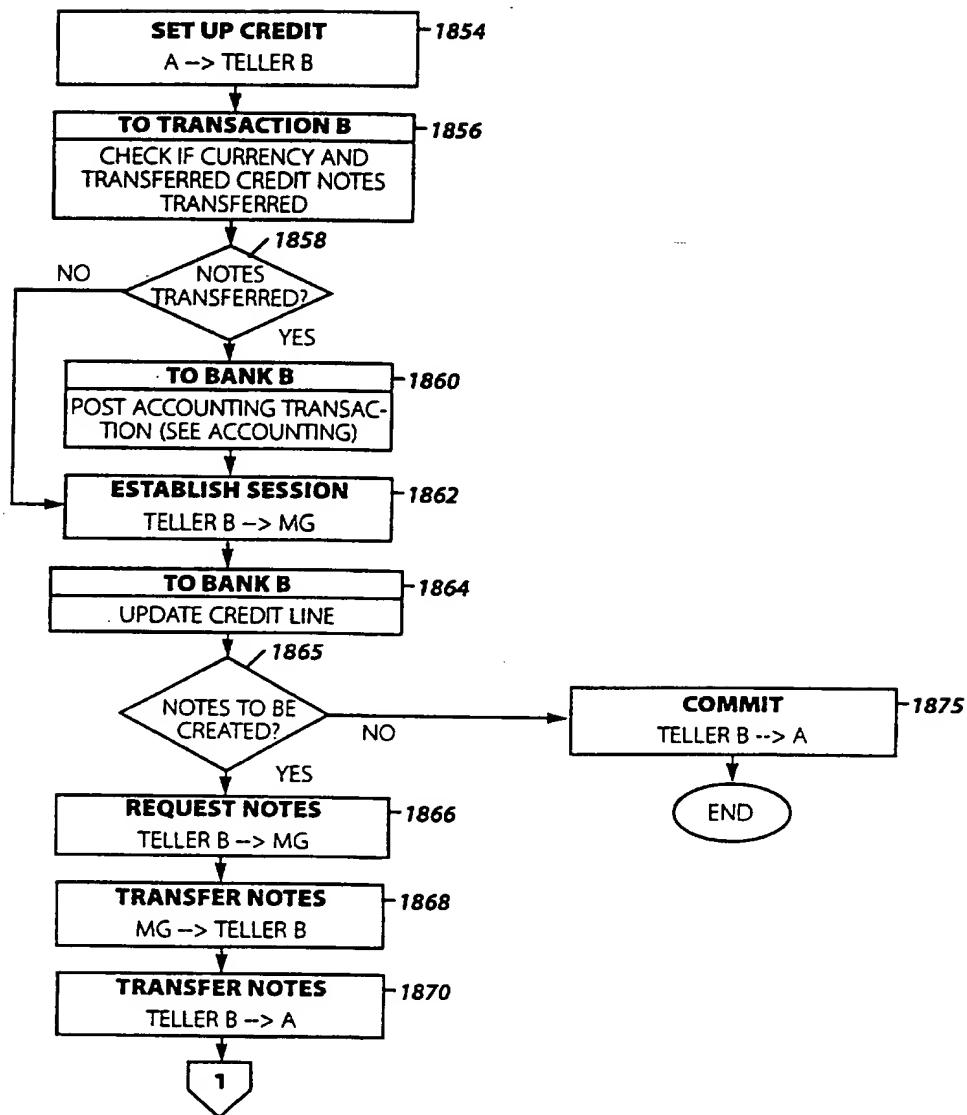 SET UP CREDIT
1854
A --> TELLER B
TO TRANSACTION B
1856
CHECK IF CURRENCY AND
TRANSFERRED CREDIT NOTES
TRANSFERRED
1858
NO
NOTES
TRANSFERRED?
YES
TO BANK B
1860
POST ACCOUNTING TRANSAC-
TION (SEE ACCOUNTING)
ESTABLISH SESSION
1862
TELLER B --> MG
TO BANK B
1864
UPDATE CREDIT LINE
1865
NOTES TO BE
CREATED?
NO
YES
COMMIT
1875
TELLER B --> A
END
REQUEST NOTES
1866
TELLER B --> MG
TRANSFER NOTES
1868
MG --> TELLER B
TRANSFER NOTES
1870
TELLER B --> A
1